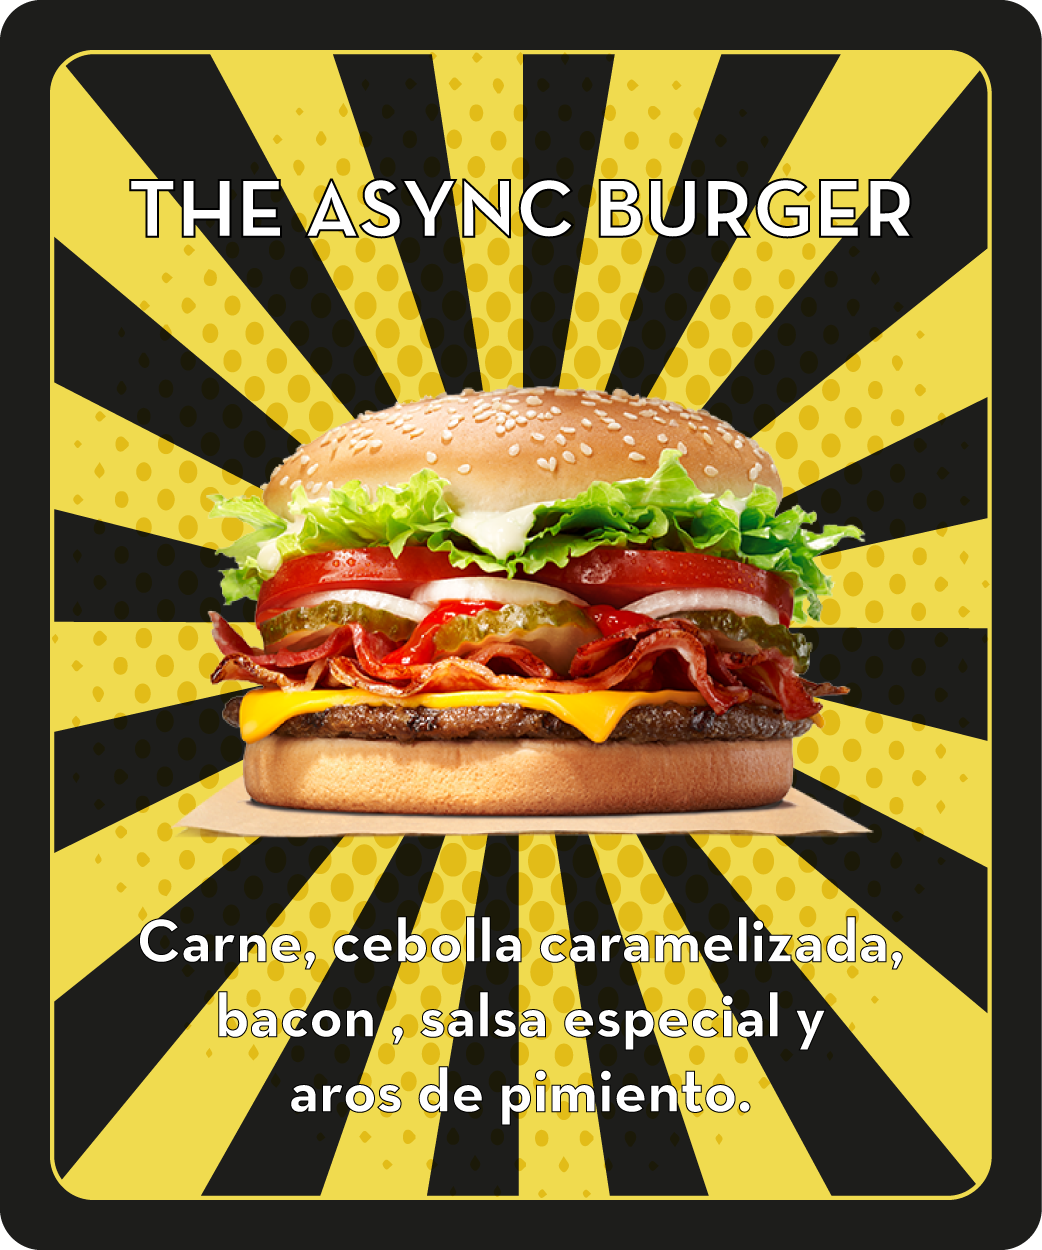 THE ASYNC BURGER
Carne, cebolla caramelizada,
bacon , salsa especial y
aros de pimiento.